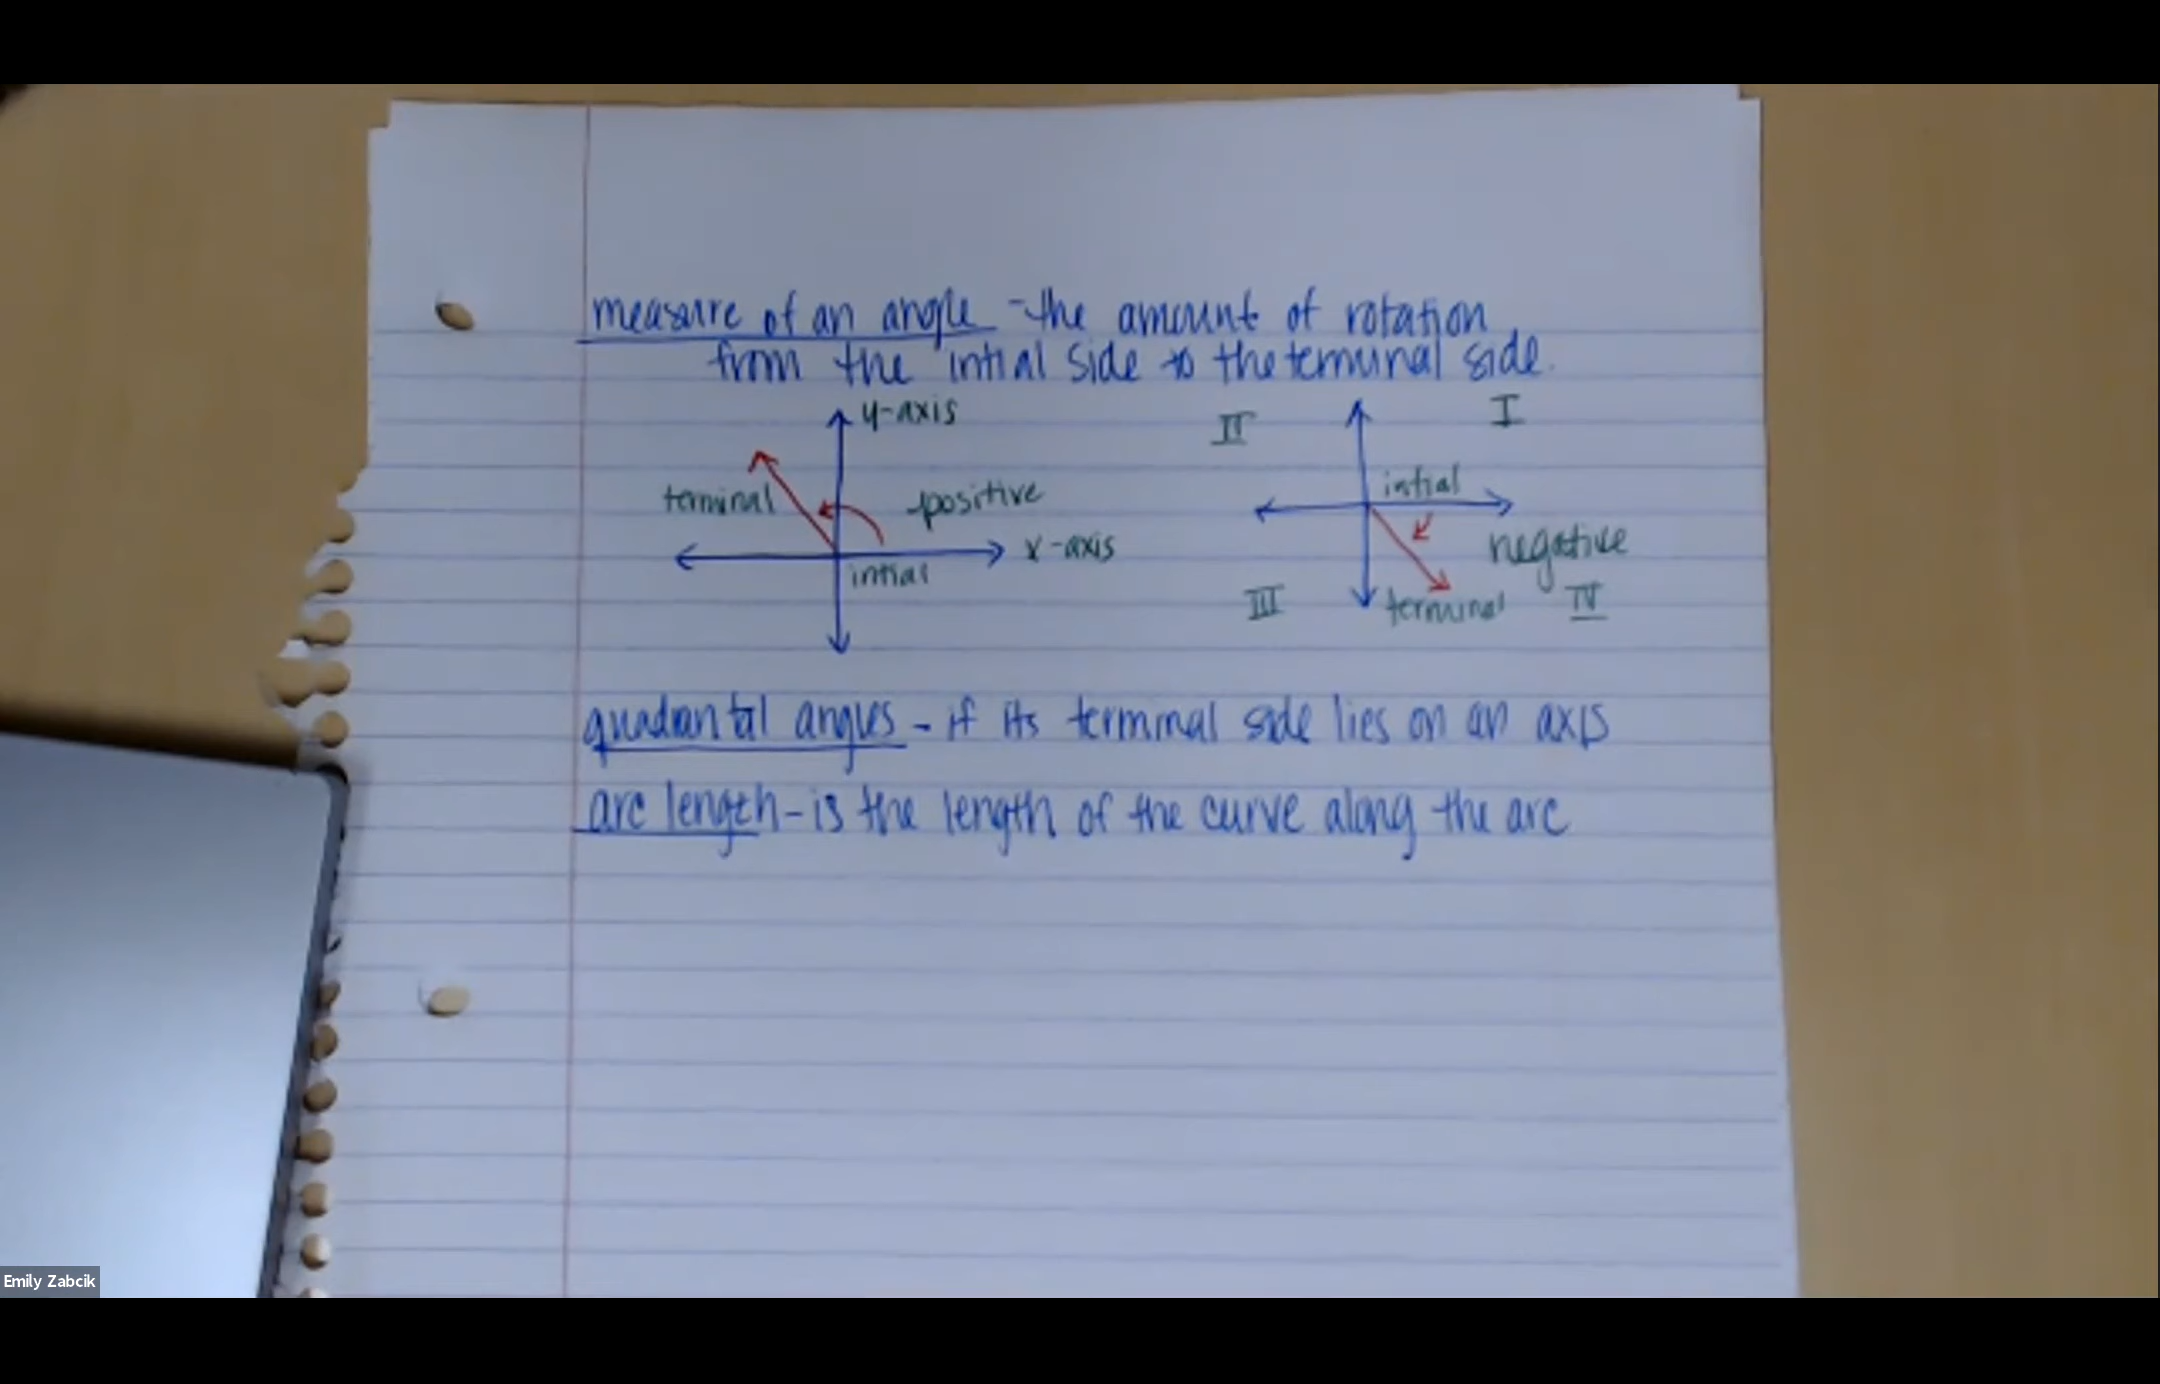 measure of an angle - the amount of rotation
from the intial side to the terminal side.
y-axis
terminal
positive
x-axis
intial
II
I
intial
negative
III
terminal
IV
quadrantal angles - if its terminal side lies on an axis
arc length - is the length of the curve along the arc
Emily Zabcik